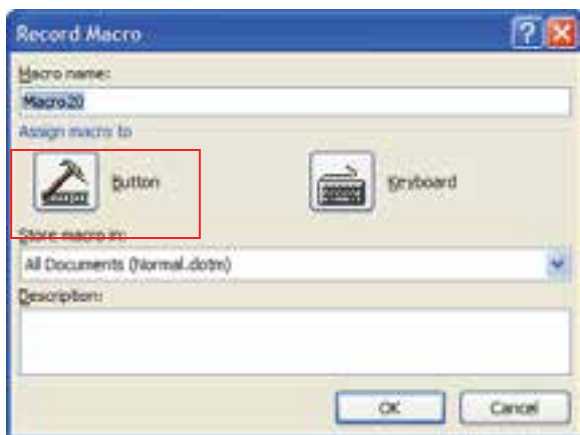 Record Macro
Macro name:
Macro20
Assign macro to
Button
Keyboard
Store macro in:
All Documents (Normal.dotm)
Description:
OK
Cancel